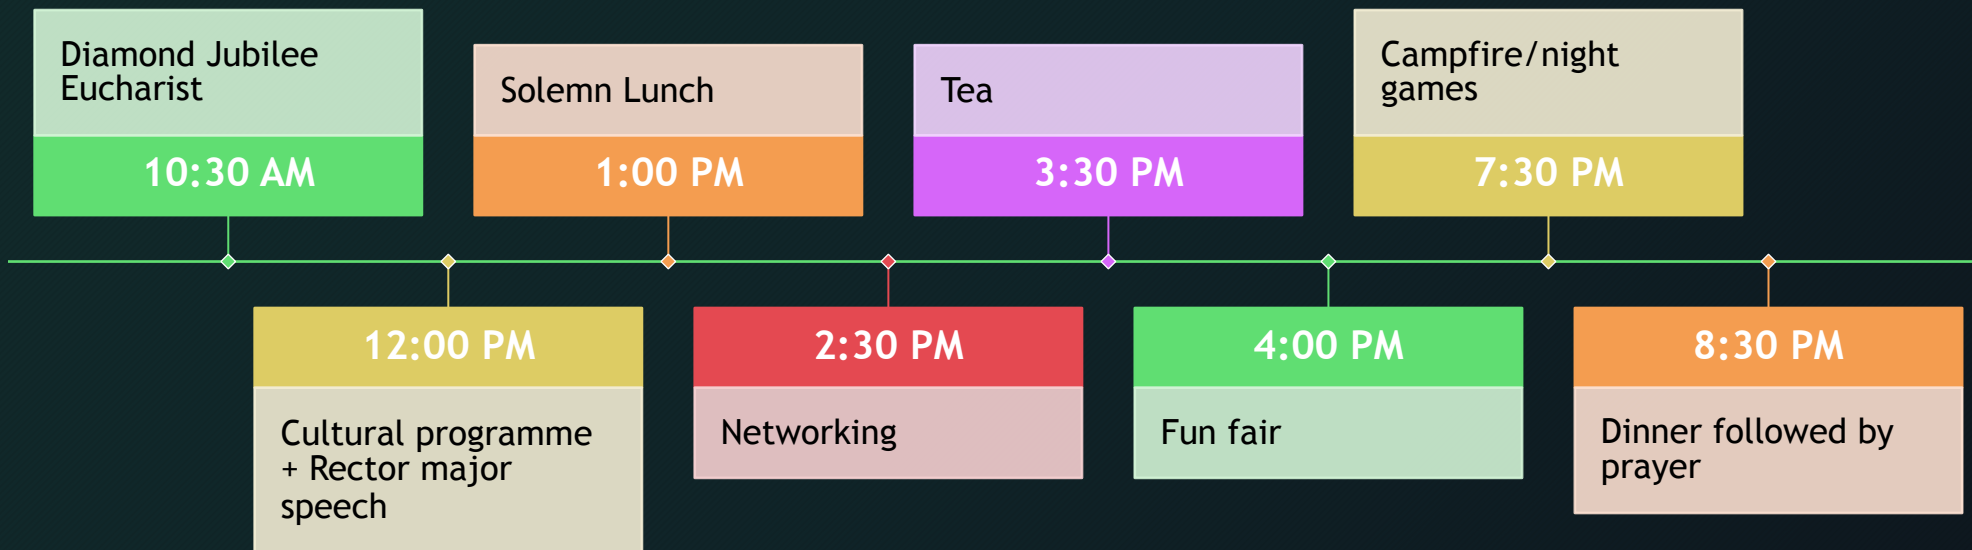 Diamond Jubilee
Eucharist
10:30 AM
12:00 PM
Cultural programme
+ Rector major
speech
Solemn Lunch
1:00 PM
2:30 PM
Networking
Tea
3:30 PM
4:00 PM
Fun fair
Campfire/night
games
7:30 PM
8:30 PM
Dinner followed by
prayer